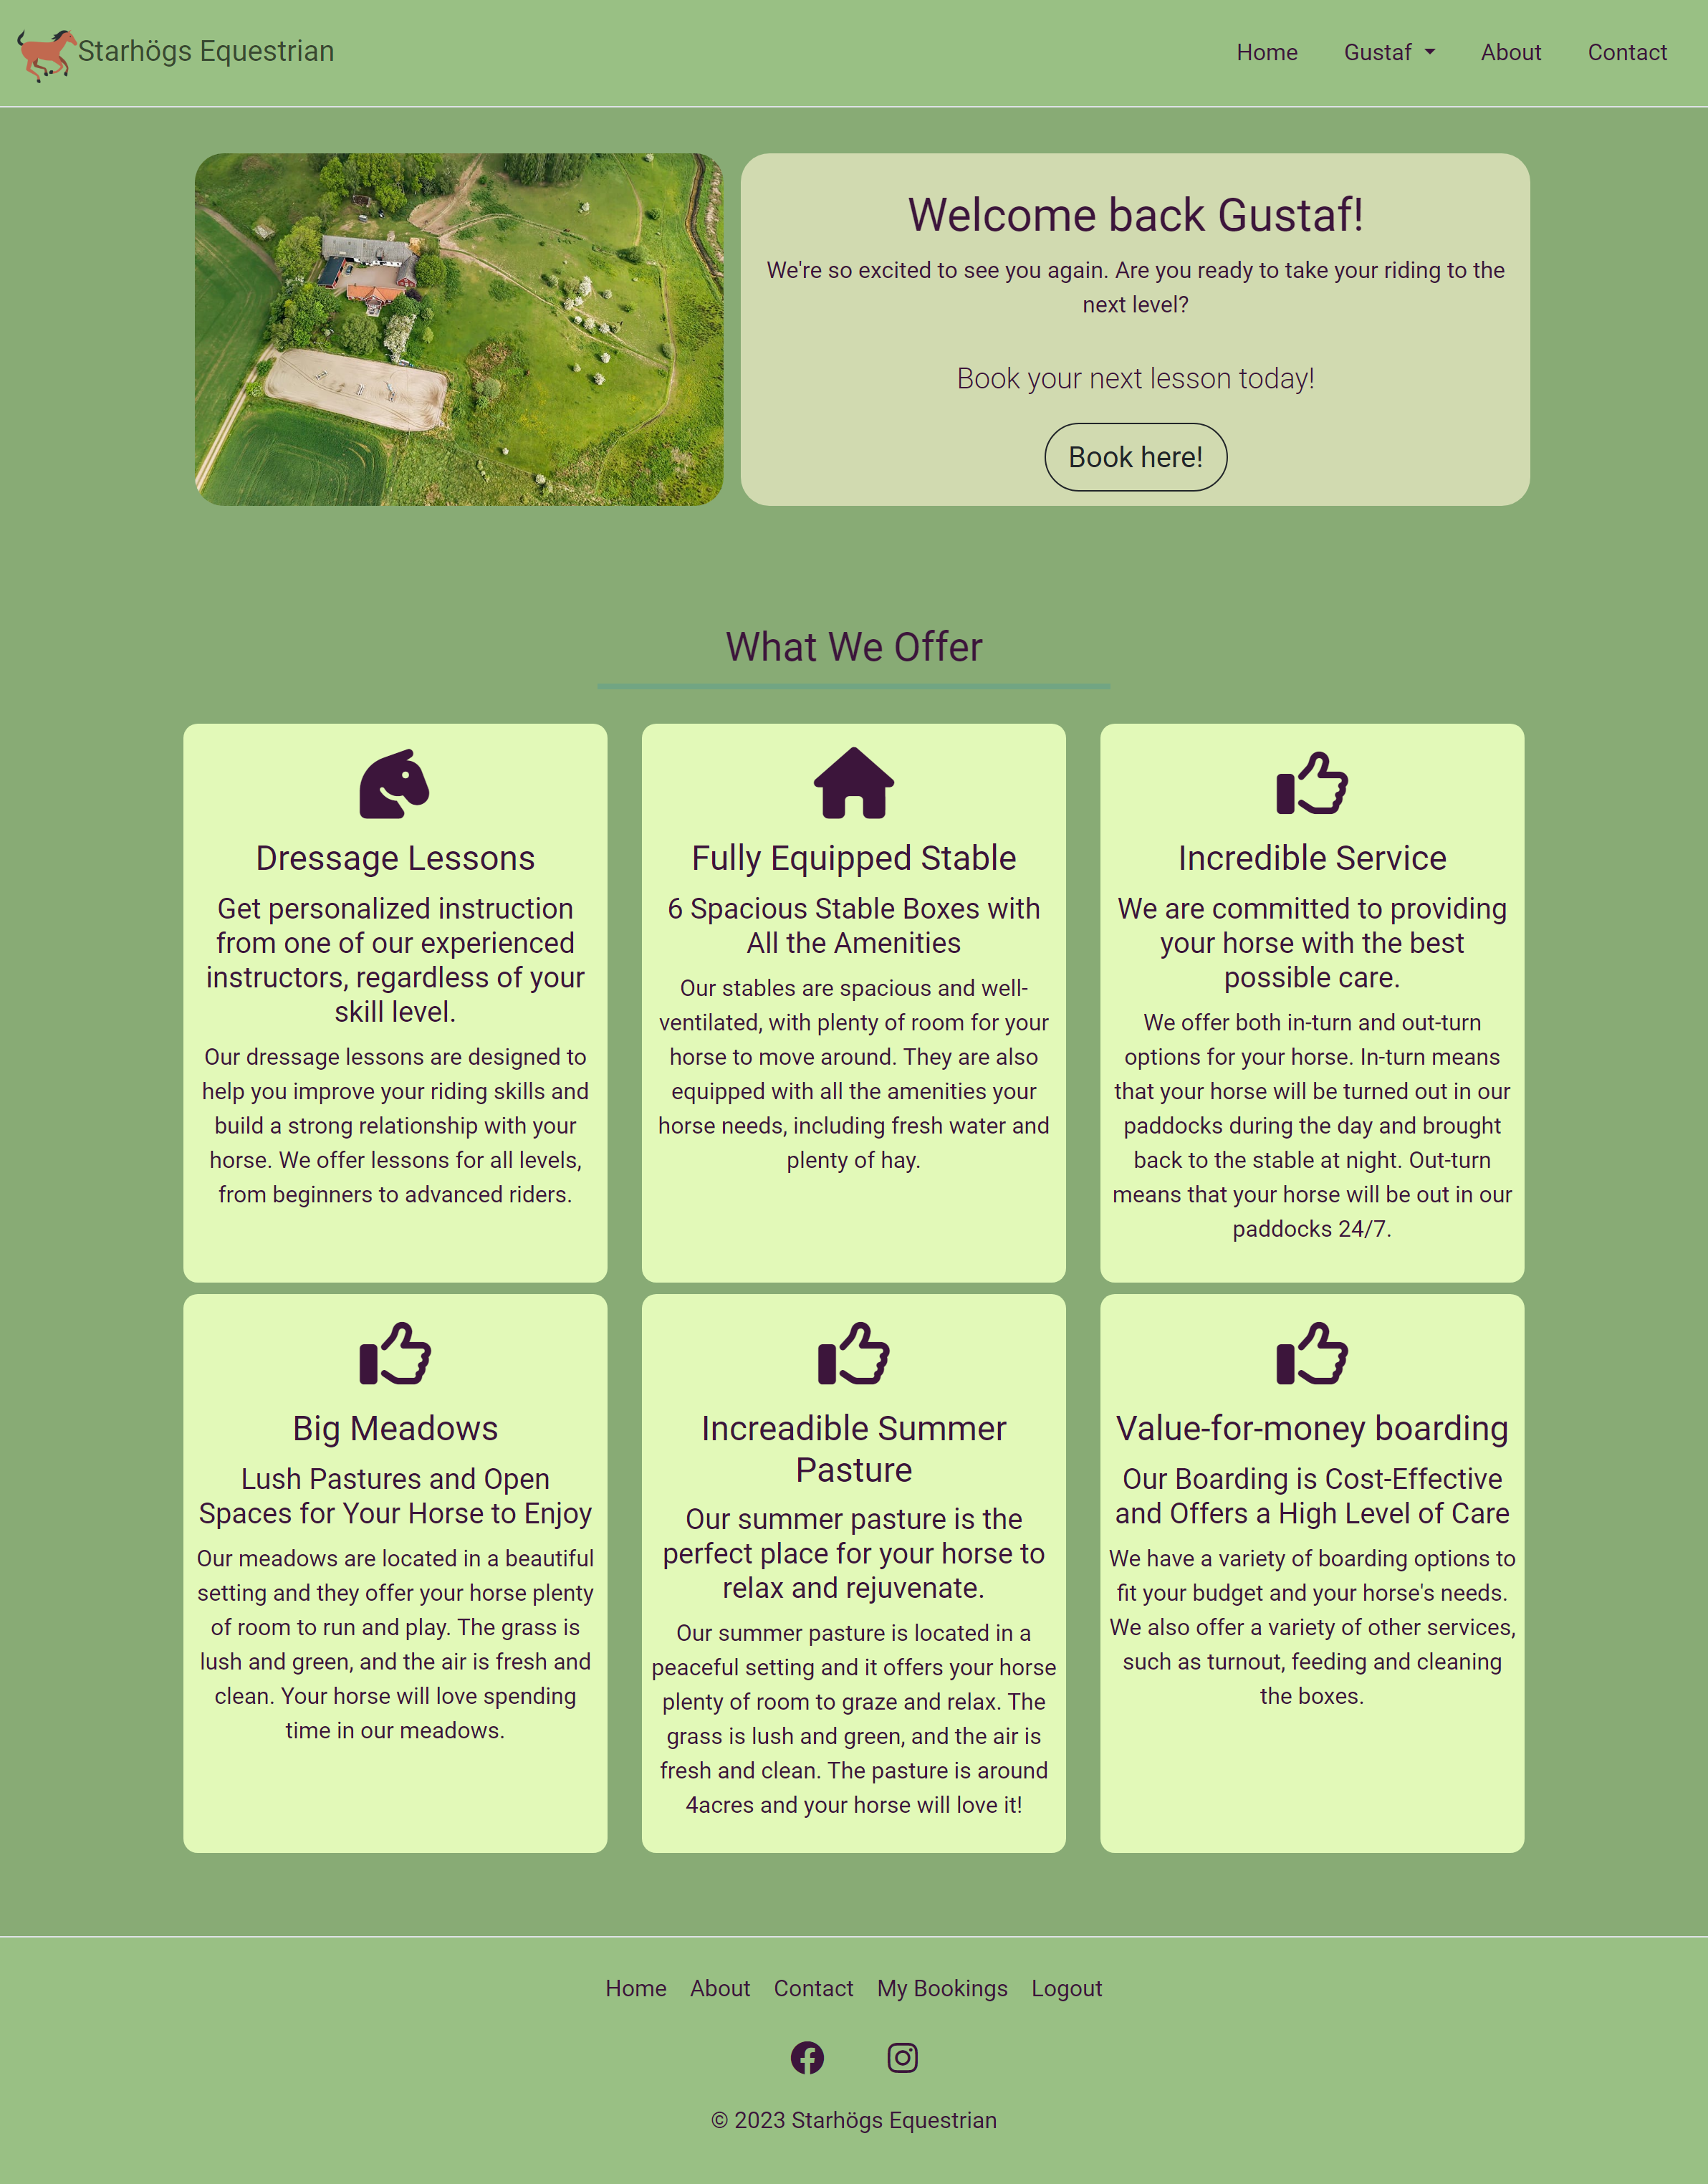 Starhögs Equestrian
Home
Gustaf
About
Contact
Welcome back Gustaf!
We're so excited to see you again. Are you ready to take your riding to the
next level?
Book your next lesson today!
Book here!
What We Offer
Dressage Lessons
Get personalized instruction
from one of our experienced
instructors, regardless of your
skill level.
Our dressage lessons are designed to
help you improve your riding skills and
build a strong relationship with your
horse. We offer lessons for all levels,
from beginners to advanced riders.
Fully Equipped Stable
6 Spacious Stable Boxes with
All the Amenities
Our stables are spacious and well-
ventilated, with plenty of room for your
horse to move around. They are also
equipped with all the amenities your
horse needs, including fresh water and
plenty of hay.
Incredible Service
We are committed to providing
your horse with the best
possible care.
We offer both in-turn and out-turn
options for your horse. In-turn means
that your horse will be turned out in our
paddocks during the day and brought
back to the stable at night. Out-turn
means that your horse will be out in our
paddocks 24/7.
Big Meadows
Lush Pastures and Open
Spaces for Your Horse to Enjoy
Our meadows are located in a beautiful
setting and they offer your horse plenty
of room to run and play. The grass is
lush and green, and the air is fresh and
clean. Your horse will love spending
time in our meadows.
Increadible Summer
Pasture
Our summer pasture is the
perfect place for your horse to
relax and rejuvenate.
Our summer pasture is located in a
peaceful setting and it offers your horse
plenty of room to graze and relax. The
grass is lush and green, and the air is
fresh and clean. The pasture is around
4acres and your horse will love it!
Value-for-money boarding
Our Boarding is Cost-Effective
and Offers a High Level of Care
We have a variety of boarding options to
fit your budget and your horse's needs.
We also offer a variety of other services,
such as turnout, feeding and cleaning
the boxes.
Home About Contact My Bookings Logout
© 2023 Starhögs Equestrian